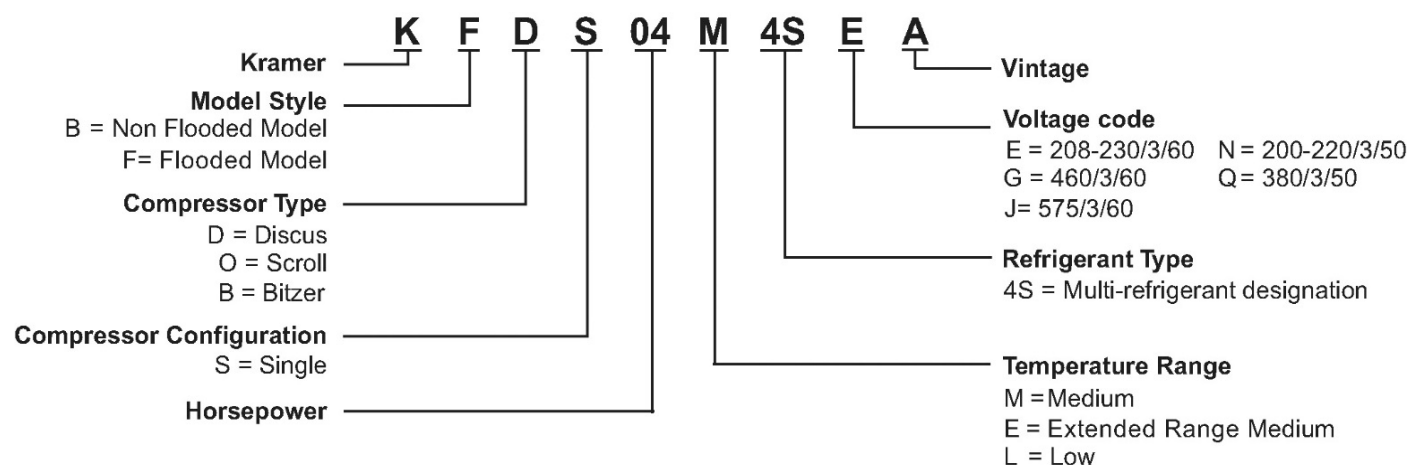 K F D S 04 M 4S E A
Kramer
Model Style
B = Non Flooded Model
F= Flooded Model
Compressor Type
D = Discus
O = Scroll
B = Bitzer
Compressor Configuration
S = Single
Horsepower
Vintage
Voltage code
E = 208-230/3/60 N = 200-220/3/50
G = 460/3/60 Q = 380/3/50
J= 575/3/60
Refrigerant Type
4S = Multi-refrigerant designation
Temperature Range
M =Medium
E = Extended Range Medium
L = Low